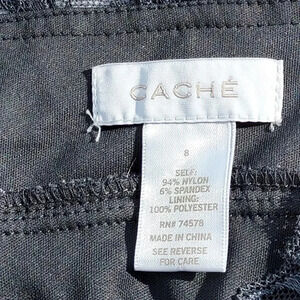 CACHÉ
8
SELF:
94% NYLON
6% SPANDEX
LINING:
100% POLYESTER
RN# 74578
MADE IN CHINA
SEE REVERSE
FOR CARE